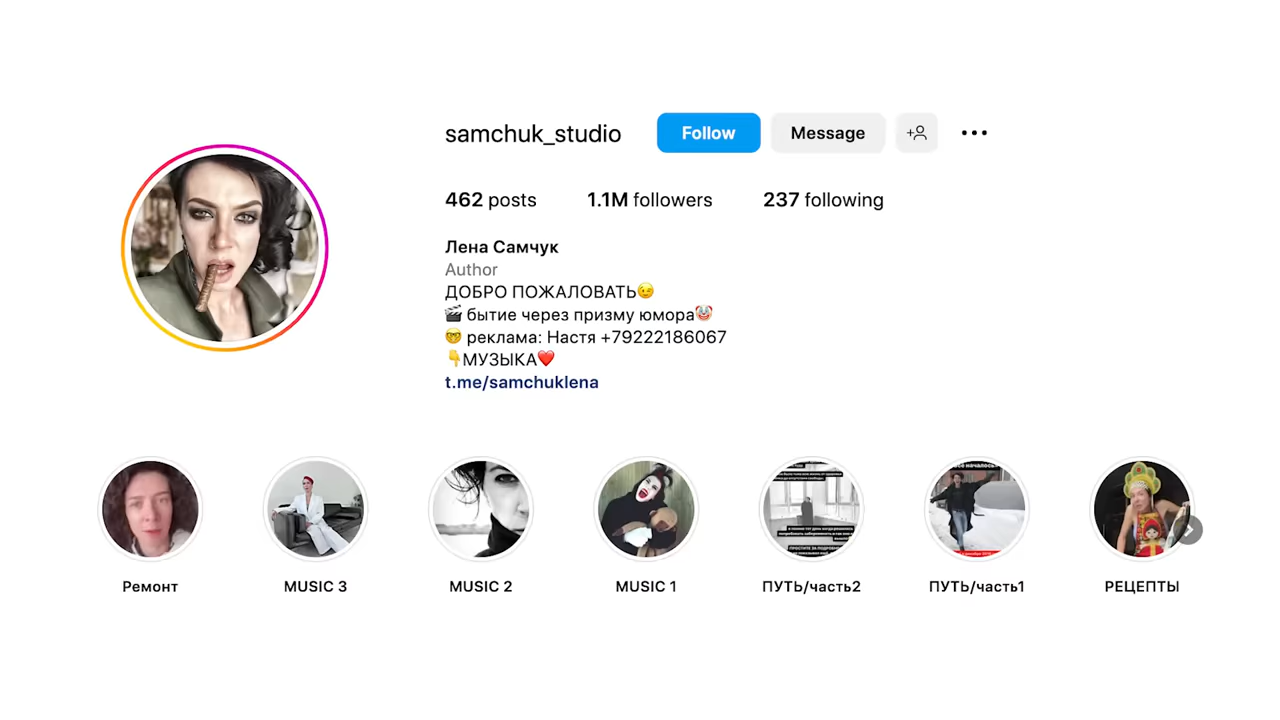 samchuk_studio Follow Message
462 posts 1.1M followers 237 following
Лена Самчук
Author
ДОБРО ПОЖАЛОВАТЬ😉
🎬 бытие через призму юмора🤡
🤓 реклама: Настя +79222186067
👇МУЗЫКА❤️
t.me/samchuklena
Ремонт MUSIC 3 MUSIC 2 MUSIC 1 ПУТЬ/часть2 ПУТЬ/часть1 РЕЦЕПТЫ